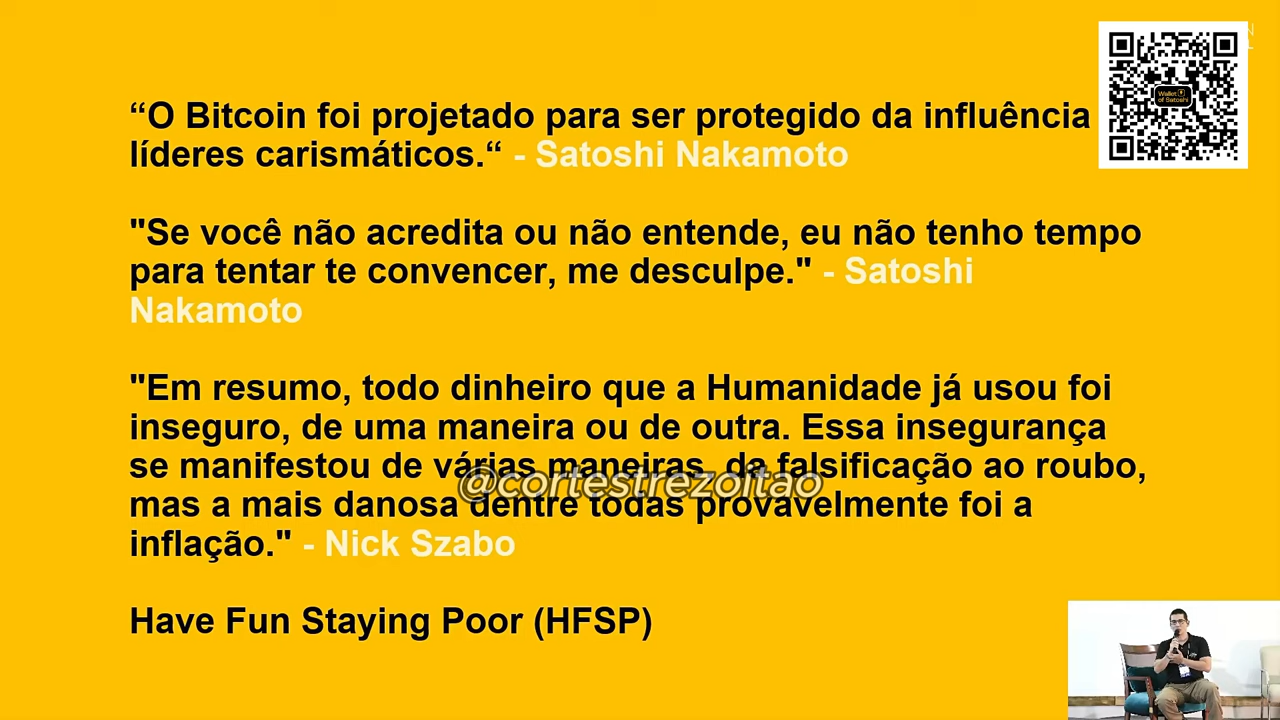 “O Bitcoin foi projetado para ser protegido da influência
líderes carismáticos.“ - Satoshi Nakamoto
"Se você não acredita ou não entende, eu não tenho tempo
para tentar te convencer, me desculpe." - Satoshi
Nakamoto
"Em resumo, todo dinheiro que a Humanidade já usou foi
inseguro, de uma maneira ou de outra. Essa insegurança
se manifestou de várias maneiras, da falsificação ao roubo,
@cortestrezoitao
mas a mais danosa dentre todas provavelmente foi a
inflação." - Nick Szabo
Have Fun Staying Poor (HFSP)
Wallet
of Satoshi